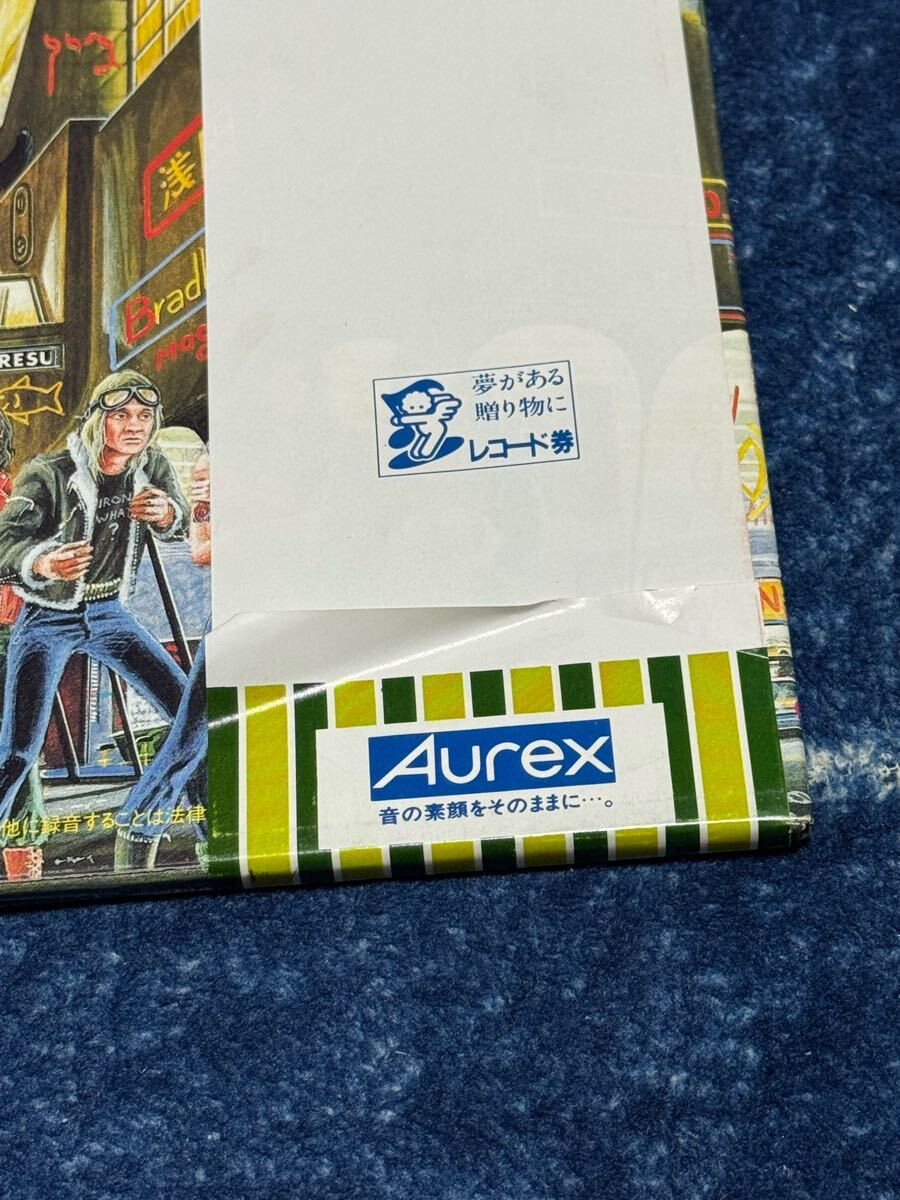 浅
Brad
RESU
IRON
WHAT
?
夢がある
贈り物に
レコード券
Aurex
音の素顔をそのままに…。
他に録音することは法律